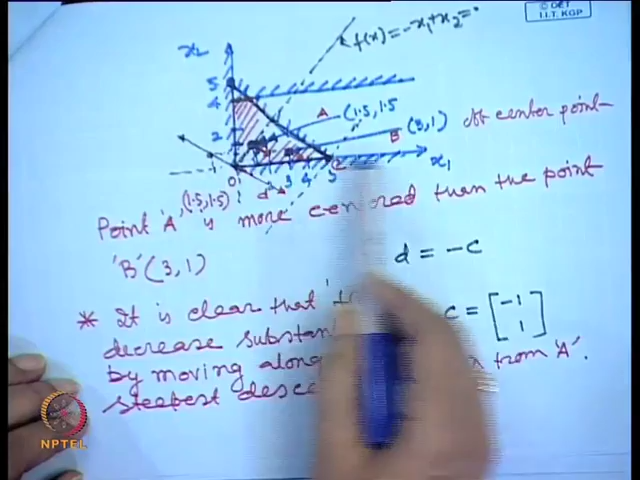 © CET
I.I.T. KGP
f(x) = -x1+x2 =
x2
5
4
2
A
(1.5, 1.5
(3, 1)
B
At center point-
x1
-1
0
3
4
5
C
d
Point 'A' (1.5, 1.5) is more centered than the point
'B' (3, 1)
d = -c
* It is clear that 'f
c = [-1
1]
decrease
by moving along from 'A'.
steepest
NPTEL